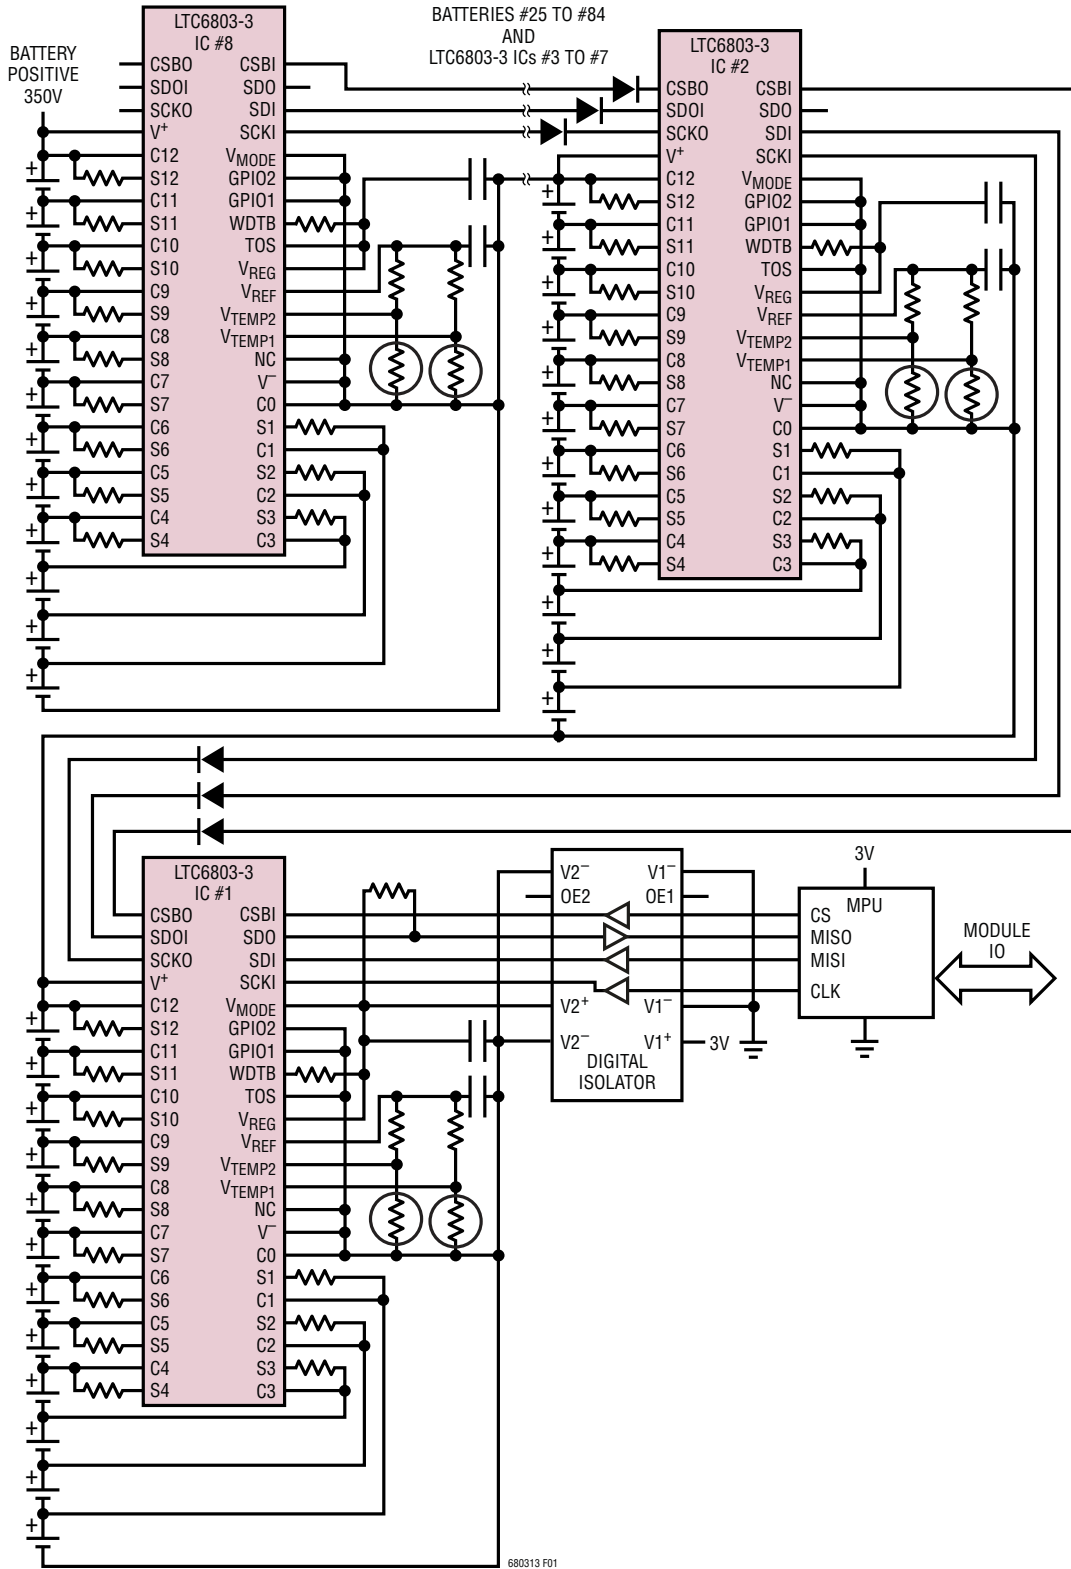 BATTERIES #25 TO #84
AND
LTC6803-3 ICs #3 TO #7
BATTERY
POSITIVE
350V
LTC6803-3
IC #8
CSBO
SDOI
SCKO
V+
C12
S12
C11
S11
C10
S10
C9
S9
C8
S8
C7
S7
C6
S6
C5
S5
C4
S4
CSBI
SDO
SDI
SCKI
VMODE
GPIO2
GPIO1
WDTB
TOS
VREG
VREF
VTEMP2
VTEMP1
NC
V−
C0
S1
C1
S2
C2
S3
C3
+
+
+
+
+
+
+
+
+
+
+
+
LTC6803-3
IC #2
CSBO
SDOI
SCKO
V+
C12
S12
C11
S11
C10
S10
C9
S9
C8
S8
C7
S7
C6
S6
C5
S5
C4
S4
CSBI
SDO
SDI
SCKI
VMODE
GPIO2
GPIO1
WDTB
TOS
VREG
VREF
VTEMP2
VTEMP1
NC
V−
C0
S1
C1
S2
C2
S3
C3
+
+
+
+
+
+
+
+
+
+
+
+
LTC6803-3
IC #1
CSBO
SDOI
SCKO
V+
C12
S12
C11
S11
C10
S10
C9
S9
C8
S8
C7
S7
C6
S6
C5
S5
C4
S4
CSBI
SDO
SDI
SCKI
VMODE
GPIO2
GPIO1
WDTB
TOS
VREG
VREF
VTEMP2
VTEMP1
NC
V−
C0
S1
C1
S2
C2
S3
C3
+
+
+
+
+
+
+
+
+
+
+
+
V2−
OE2
V2+
V2−
V1−
OE1
V1−
V1+
DIGITAL
ISOLATOR
3V
3V
MPU
CS
MISO
MISI
CLK
MODULE
IO
680313 F01